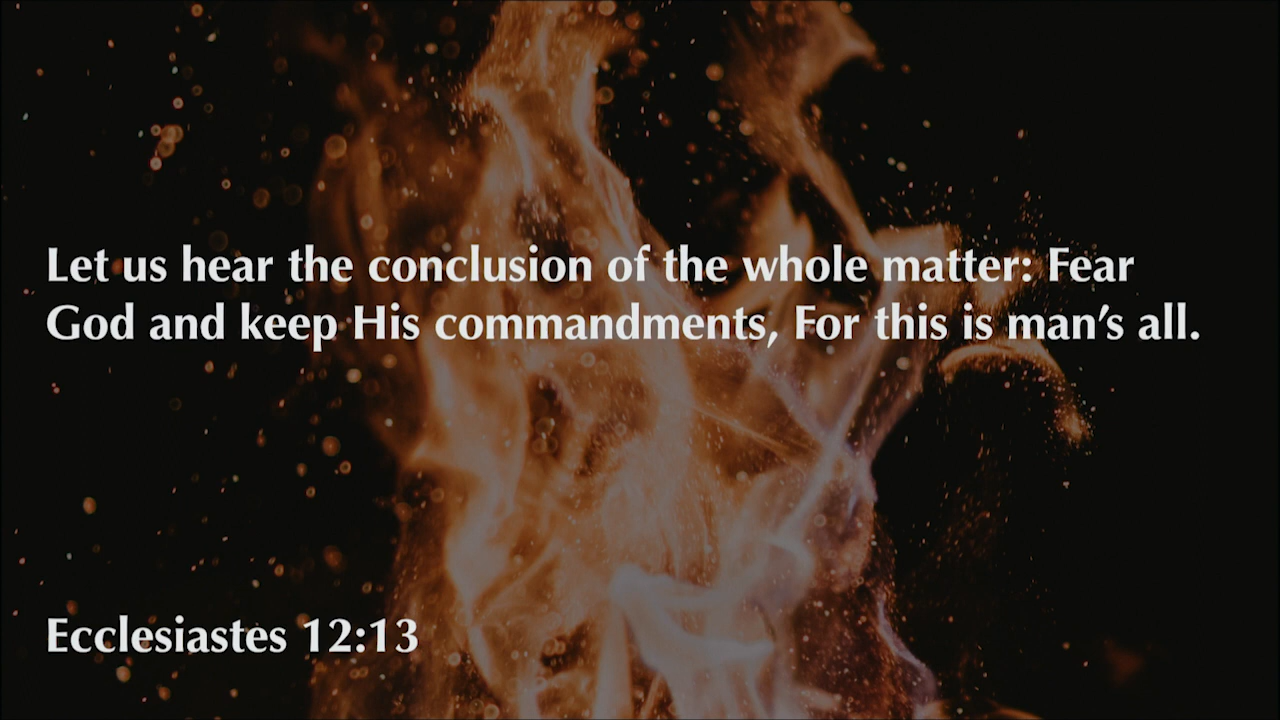 Let us hear the conclusion of the whole matter: Fear
God and keep His commandments, For this is man’s all.
Ecclesiastes 12:13